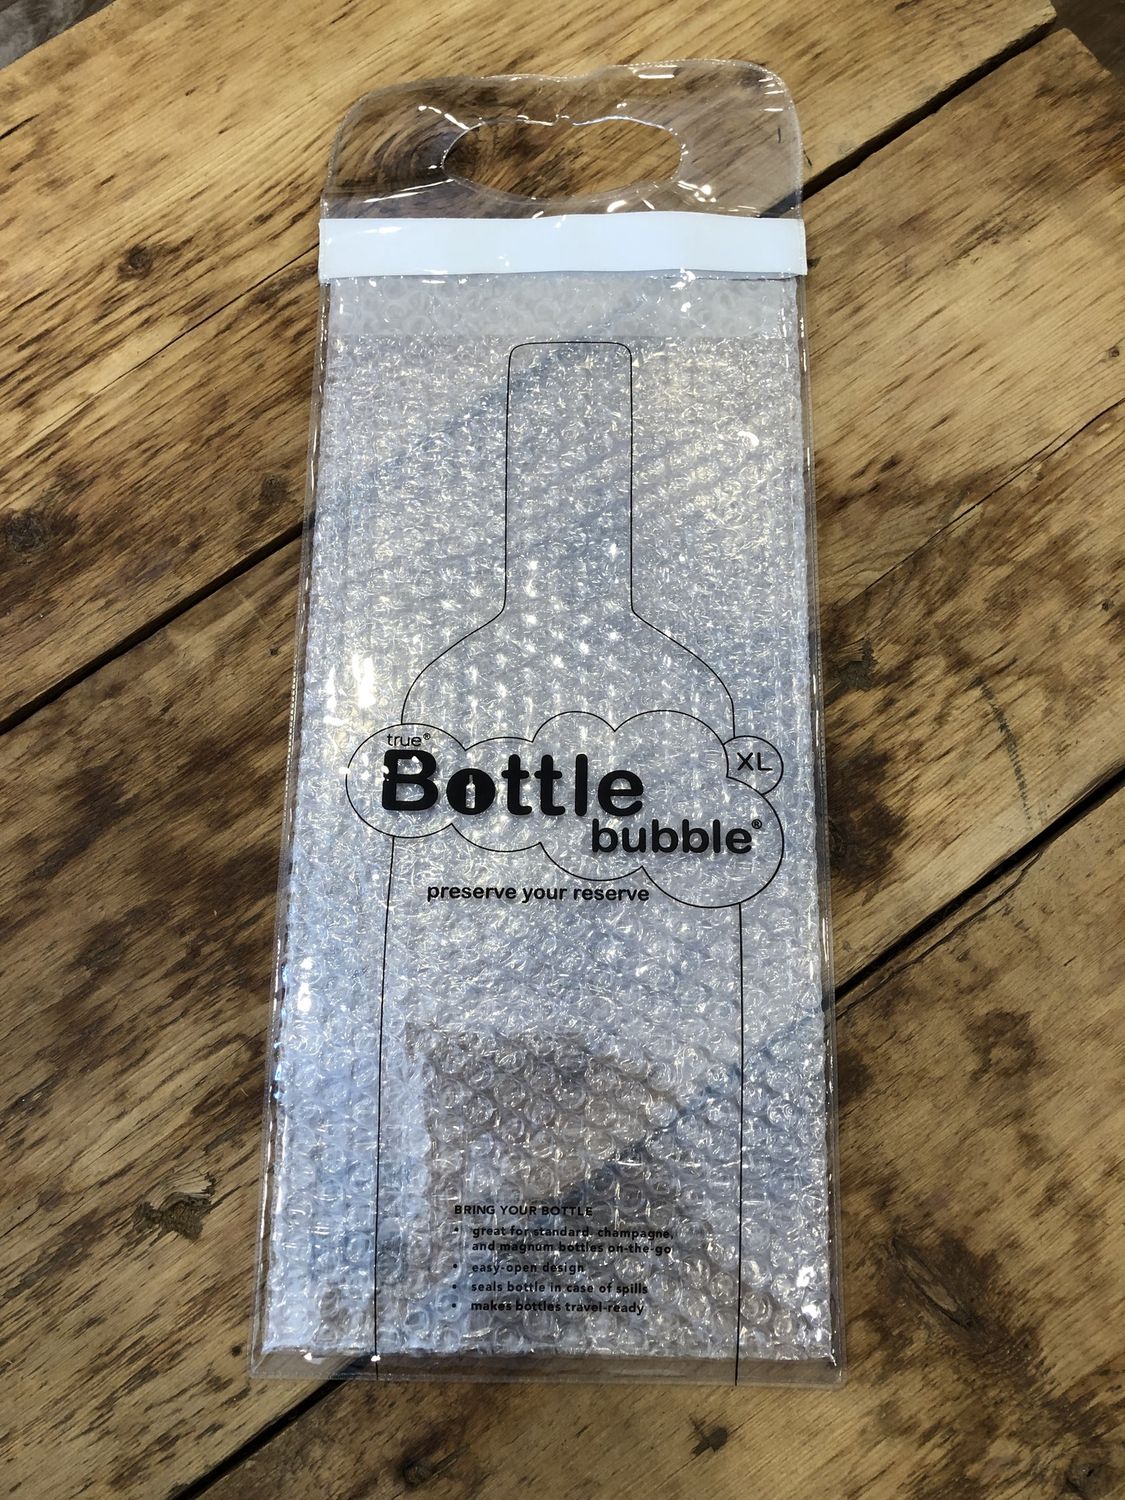 true®
Bottle
bubble®
XL
preserve your reserve
BRING YOUR BOTTLE
• great for standard, champagne,
and magnum bottles on-the-go
• easy-open design
• seals bottle in case of spills
• makes bottles travel-ready